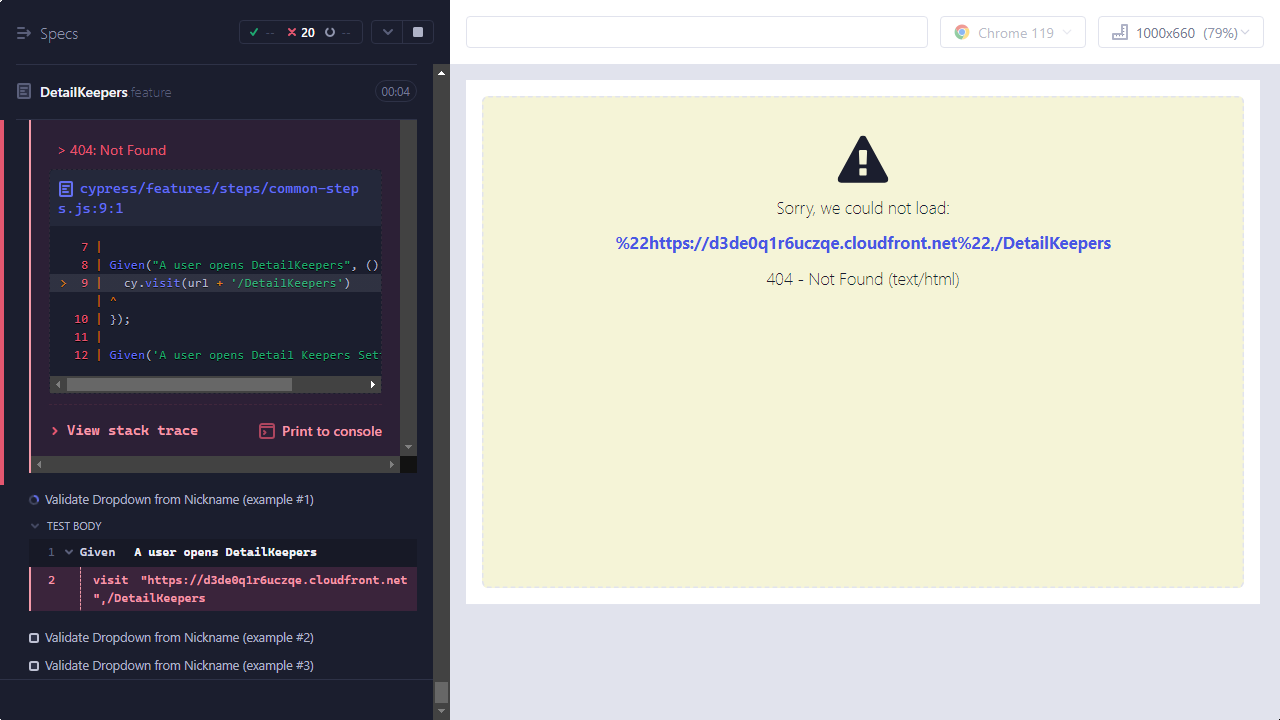 Specs
-- 20 --
DetailKeepers feature
00:04
> 404: Not Found
cypress/features/steps/common-step
s.js:9:1
7 |
8 | Given("A user opens DetailKeepers", ()
> 9 | cy.visit(url + '/DetailKeepers')
| ^
10 | });
11 |
12 | Given('A user opens Detail Keepers Set
> View stack trace
Print to console
Validate Dropdown from Nickname (example #1)
TEST BODY
1 Given A user opens DetailKeepers
2 visit "https://d3de0q1r6uczqe.cloudfront.net
",/DetailKeepers
Validate Dropdown from Nickname (example #2)
Validate Dropdown from Nickname (example #3)
Chrome 119
1000x660 (79%)
Sorry, we could not load:
%22https://d3de0q1r6uczqe.cloudfront.net%22,/DetailKeepers
404 - Not Found (text/html)